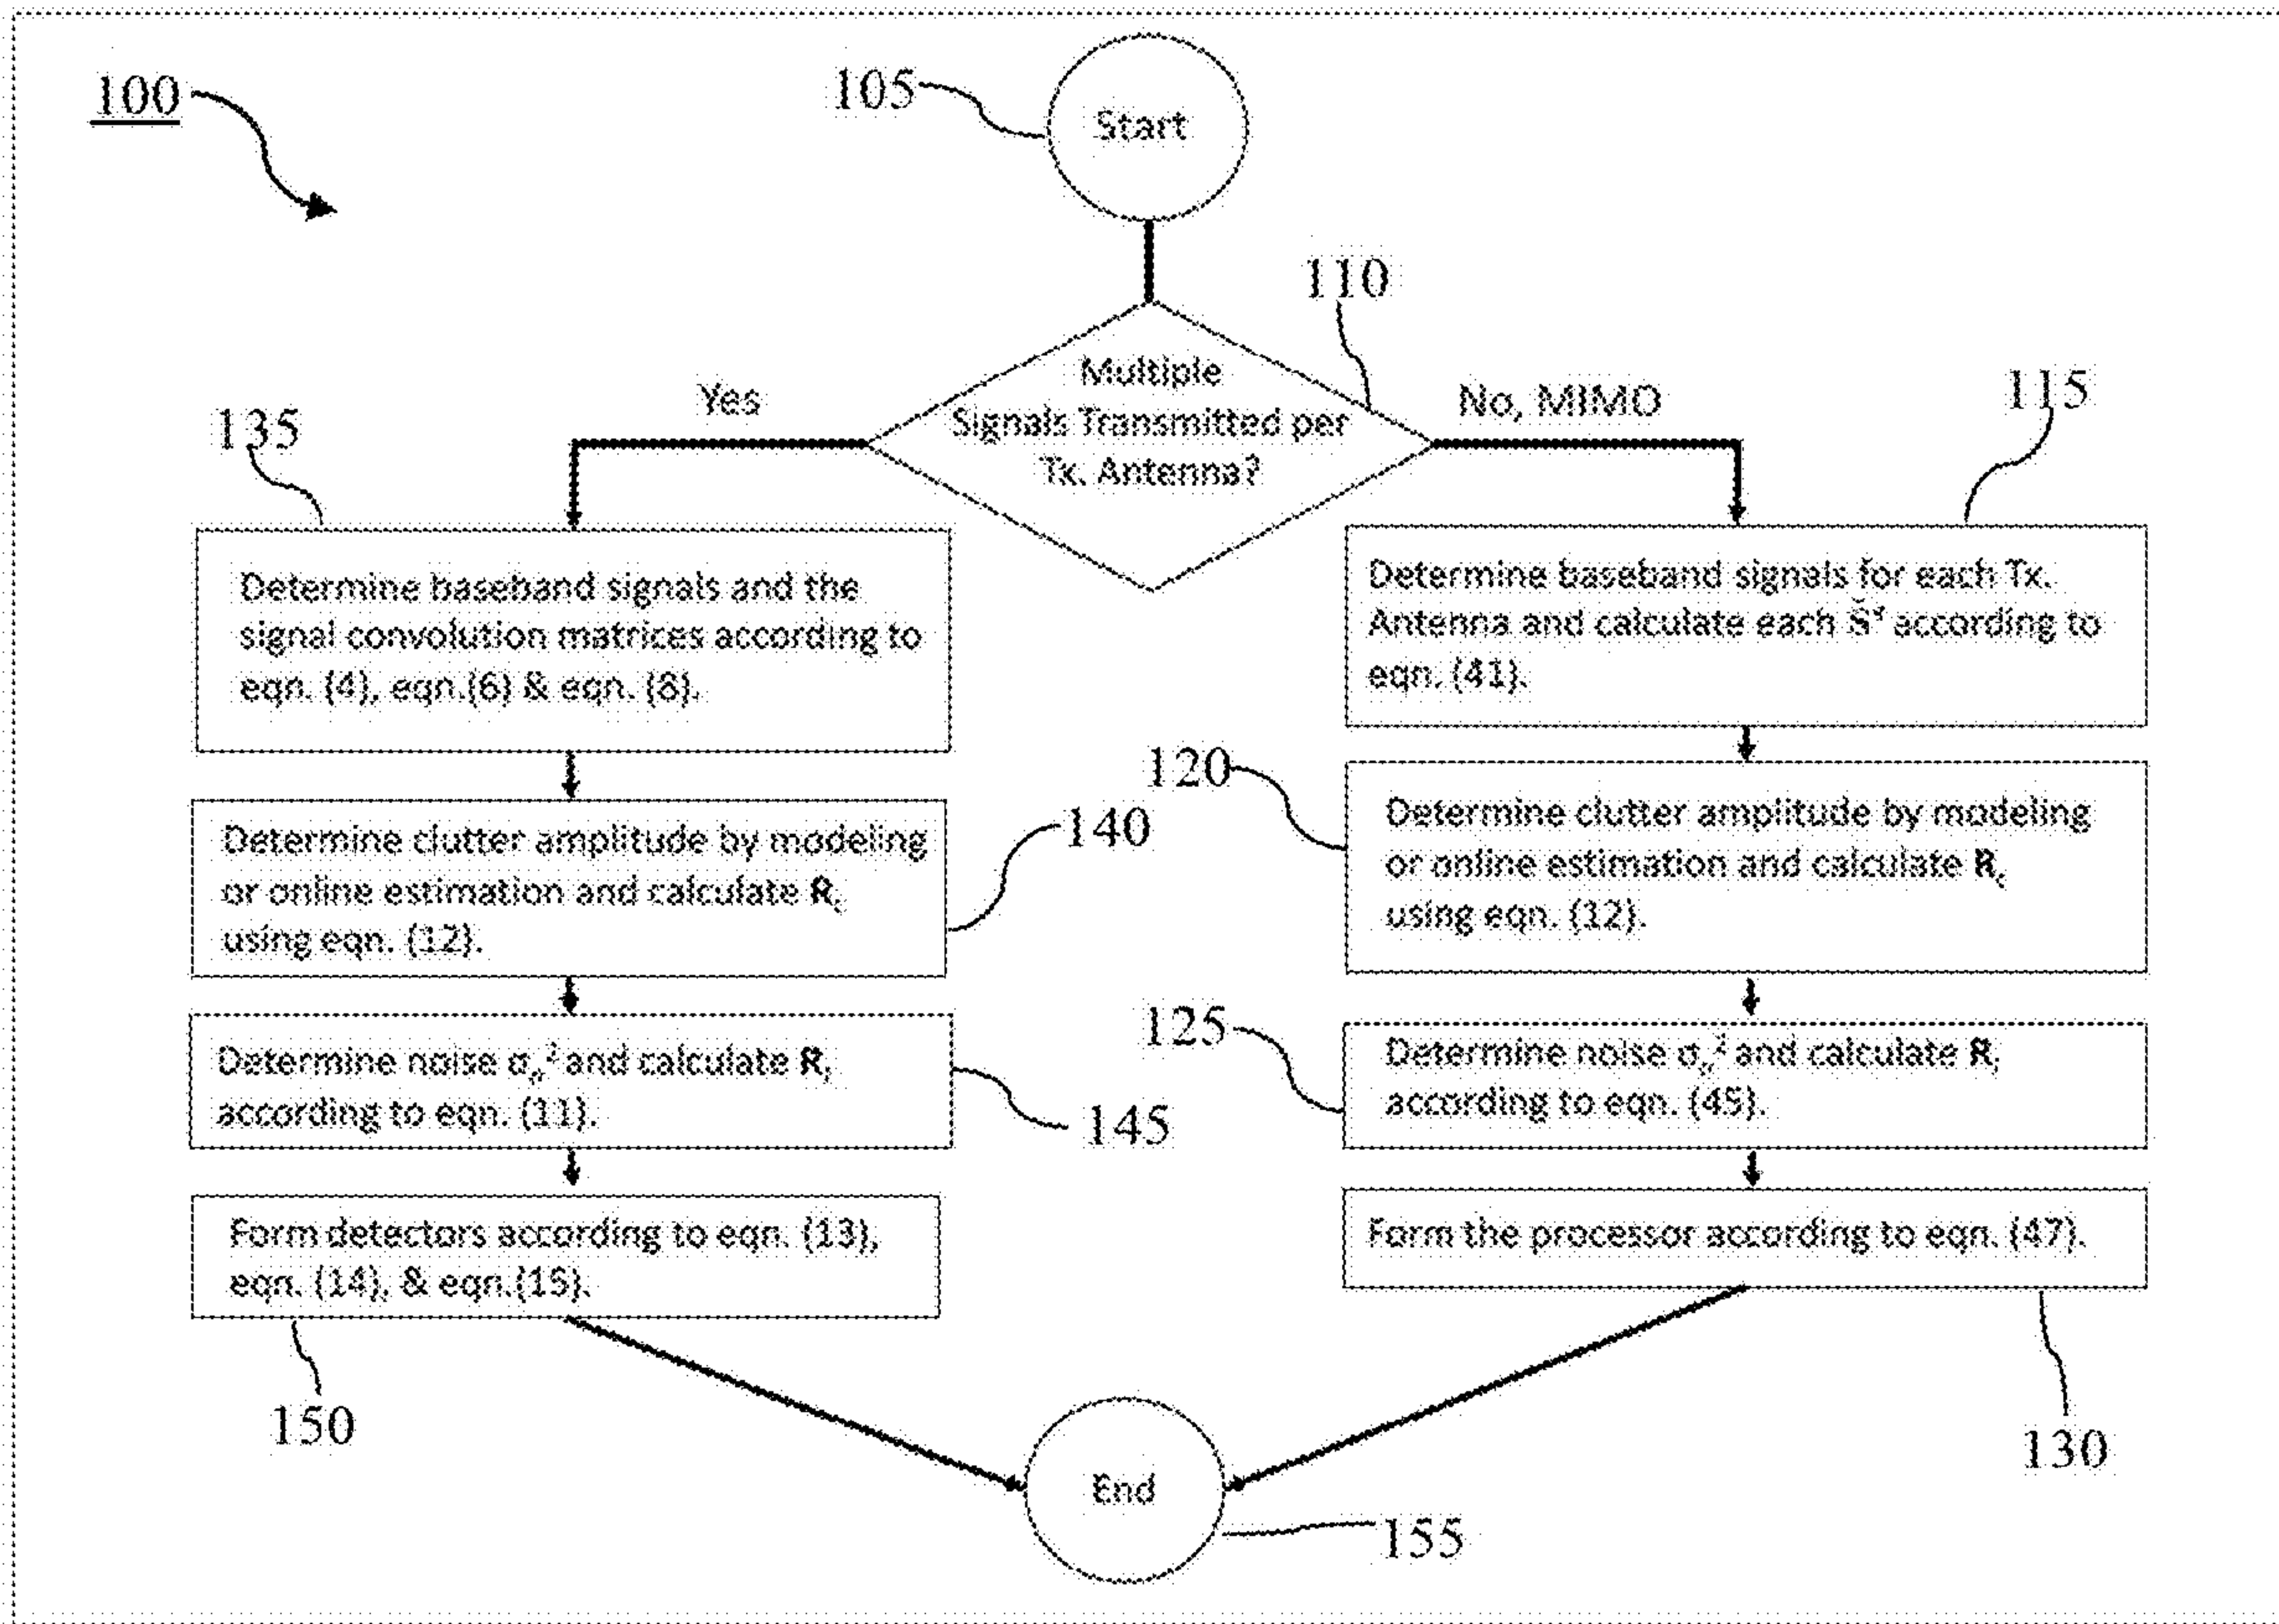 100
105
Start
110
Multiple
Signals Transmitted per
Tx. Antenna?
Yes
No, MIMO
135
Determine baseband signals and the
signal convolution matrices according to
eqn. (4), eqn.(6) & eqn. (8).
140
Determine clutter amplitude by modeling
or online estimation and calculate R
using eqn. (12).
145
Determine noise σₙ² and calculate R
according to eqn. (11).
150
Form detectors according to eqn. (13),
eqn. (14), & eqn.(15).
115
Determine baseband signals for each Tx.
Antenna and calculate each according to
eqn. (41).
120
Determine clutter amplitude by modeling
or online estimation and calculate R
using eqn. (12).
125
Determine noise σₙ² and calculate R
according to eqn. (45).
130
Form the processor according to eqn. (47).
End
155